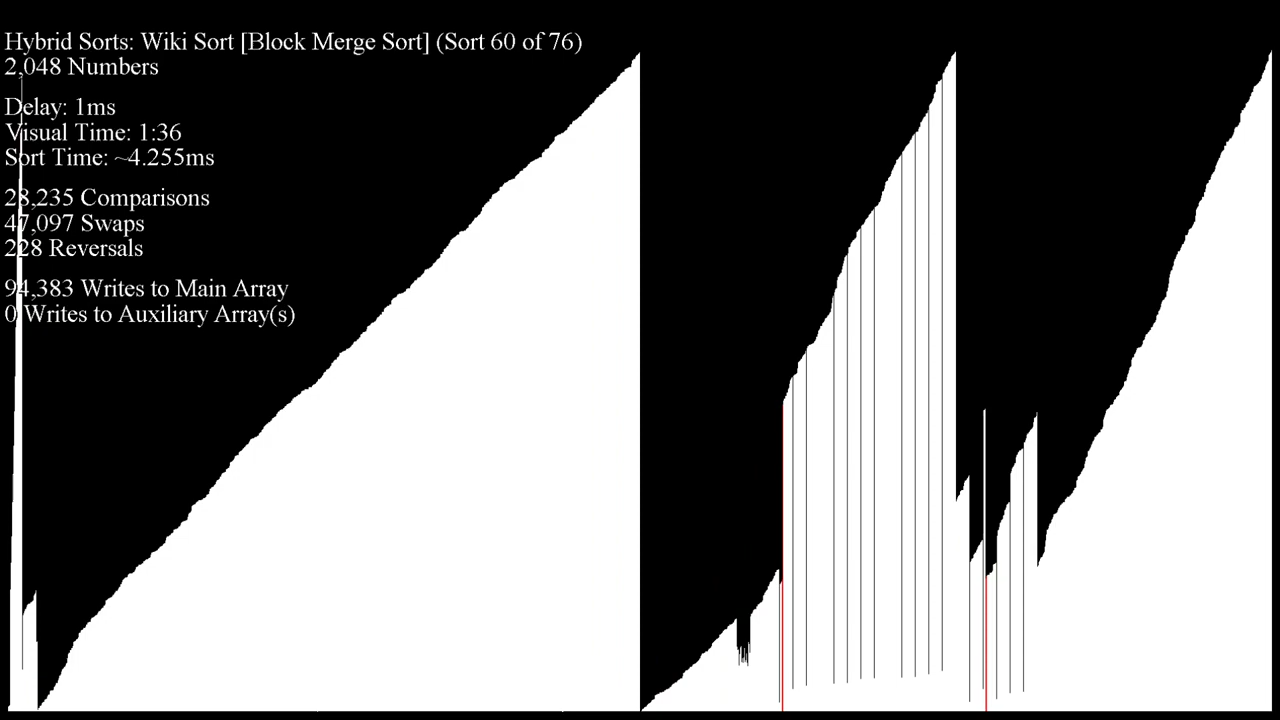 Hybrid Sorts: Wiki Sort [Block Merge Sort] (Sort 60 of 76)
2,048 Numbers
Delay: 1ms
Visual Time: 1:36
Sort Time: ~4.255ms
28,235 Comparisons
47,097 Swaps
228 Reversals
94,383 Writes to Main Array
0 Writes to Auxiliary Array(s)